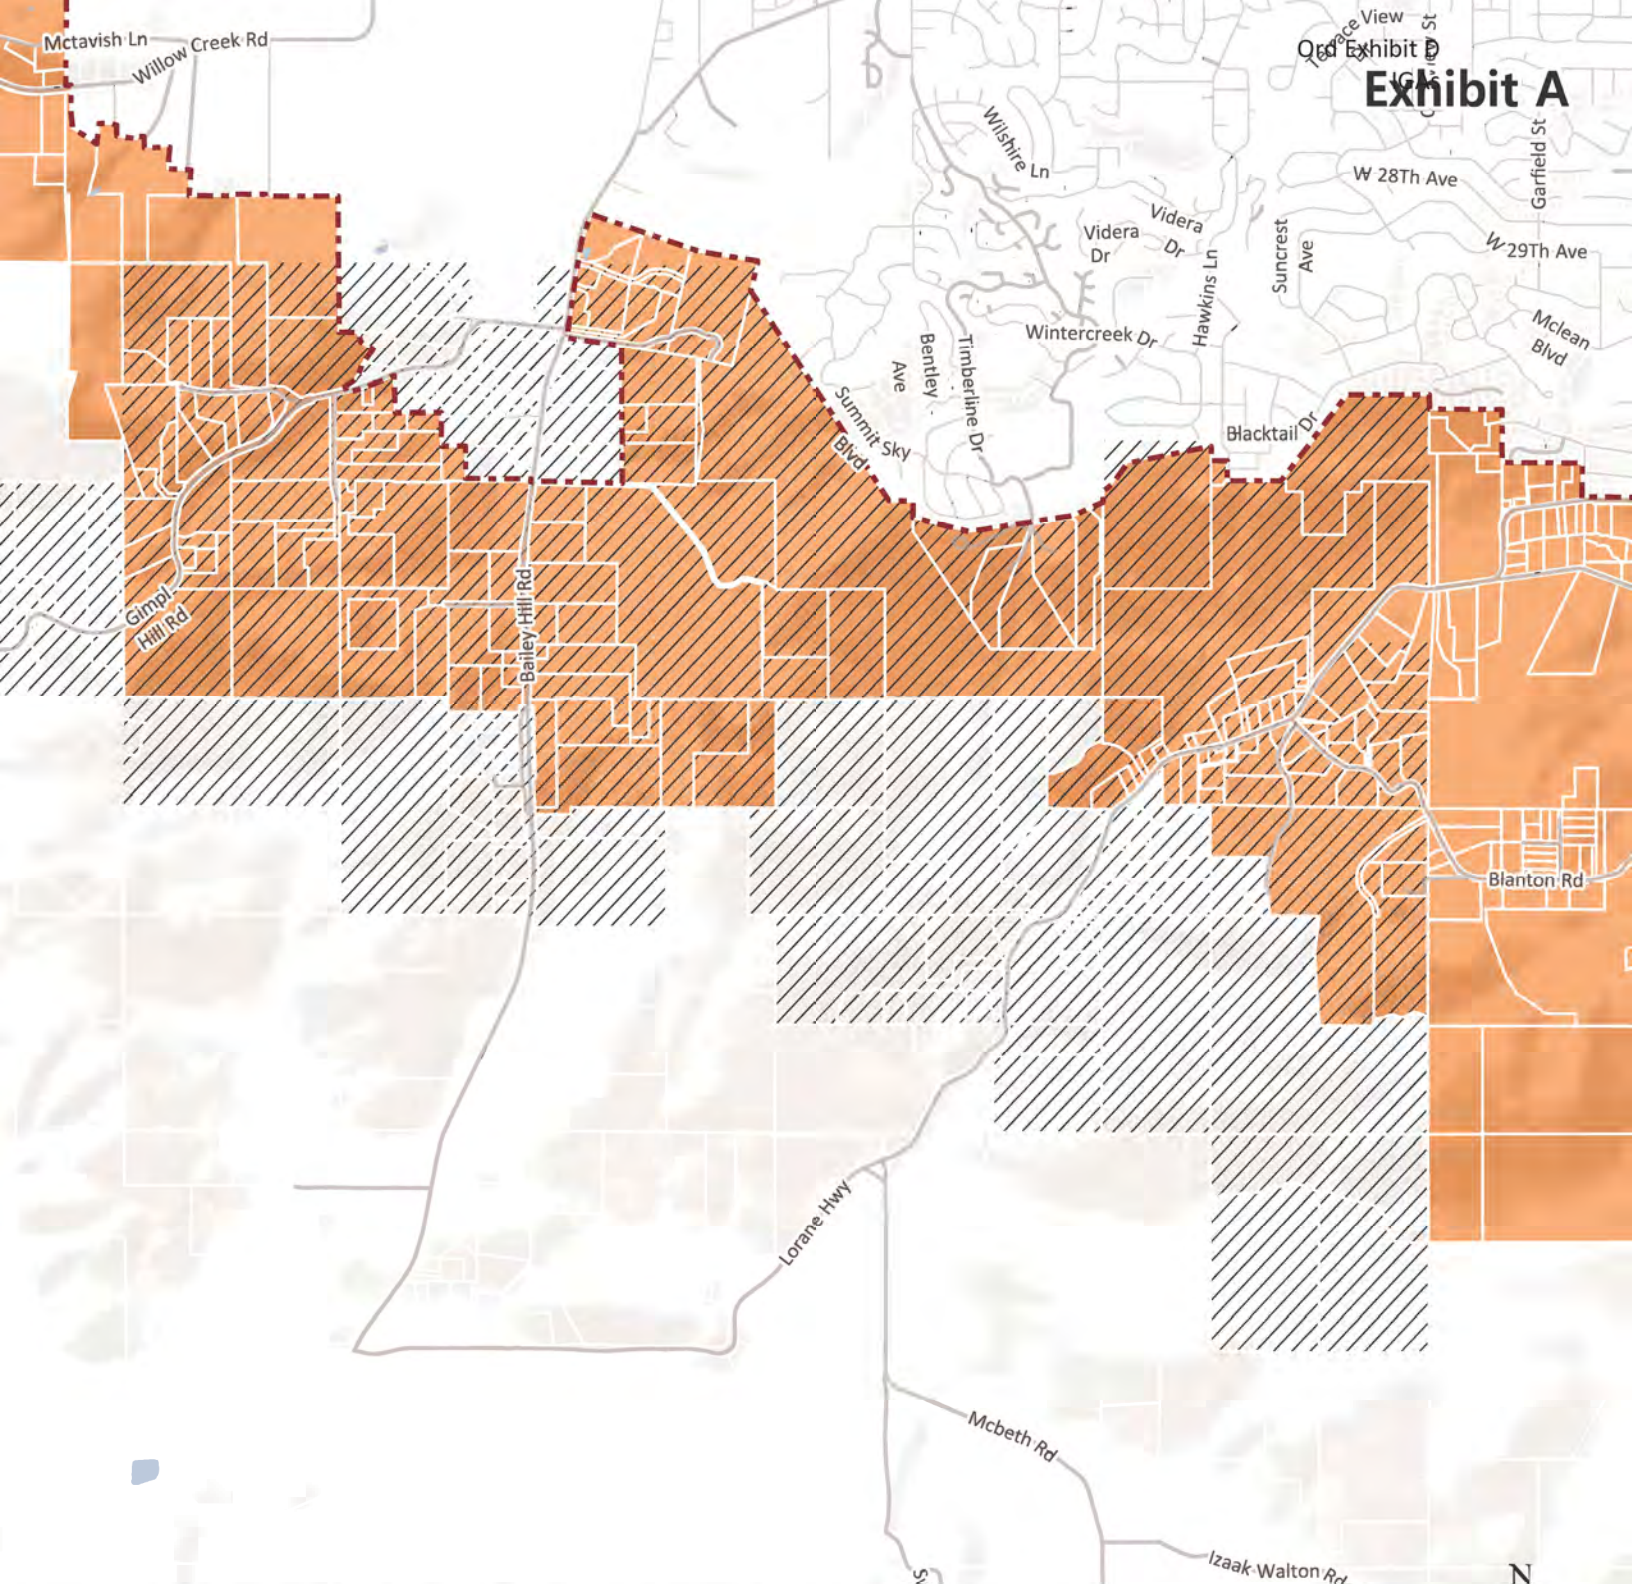 Mctavish Ln
Willow Creek Rd
Terrace View
Ord Exhibit D
IGAs
Exhibit A
Wilshire Ln
W 28Th Ave
Garfield St
Videra
Dr
Videra
Dr
Suncrest
Ave
W 29Th Ave
Hawkins Ln
Wintercreek Dr
Mclean
Blvd
Bentley
Ave
Timberline Dr
Summit Sky
Blvd
Blacktail Dr
Gimpl
Hill Rd
Bailey Hill Rd
Blanton Rd
Lorane Hwy
Mcbeth Rd
Izaak Walton Rd
N